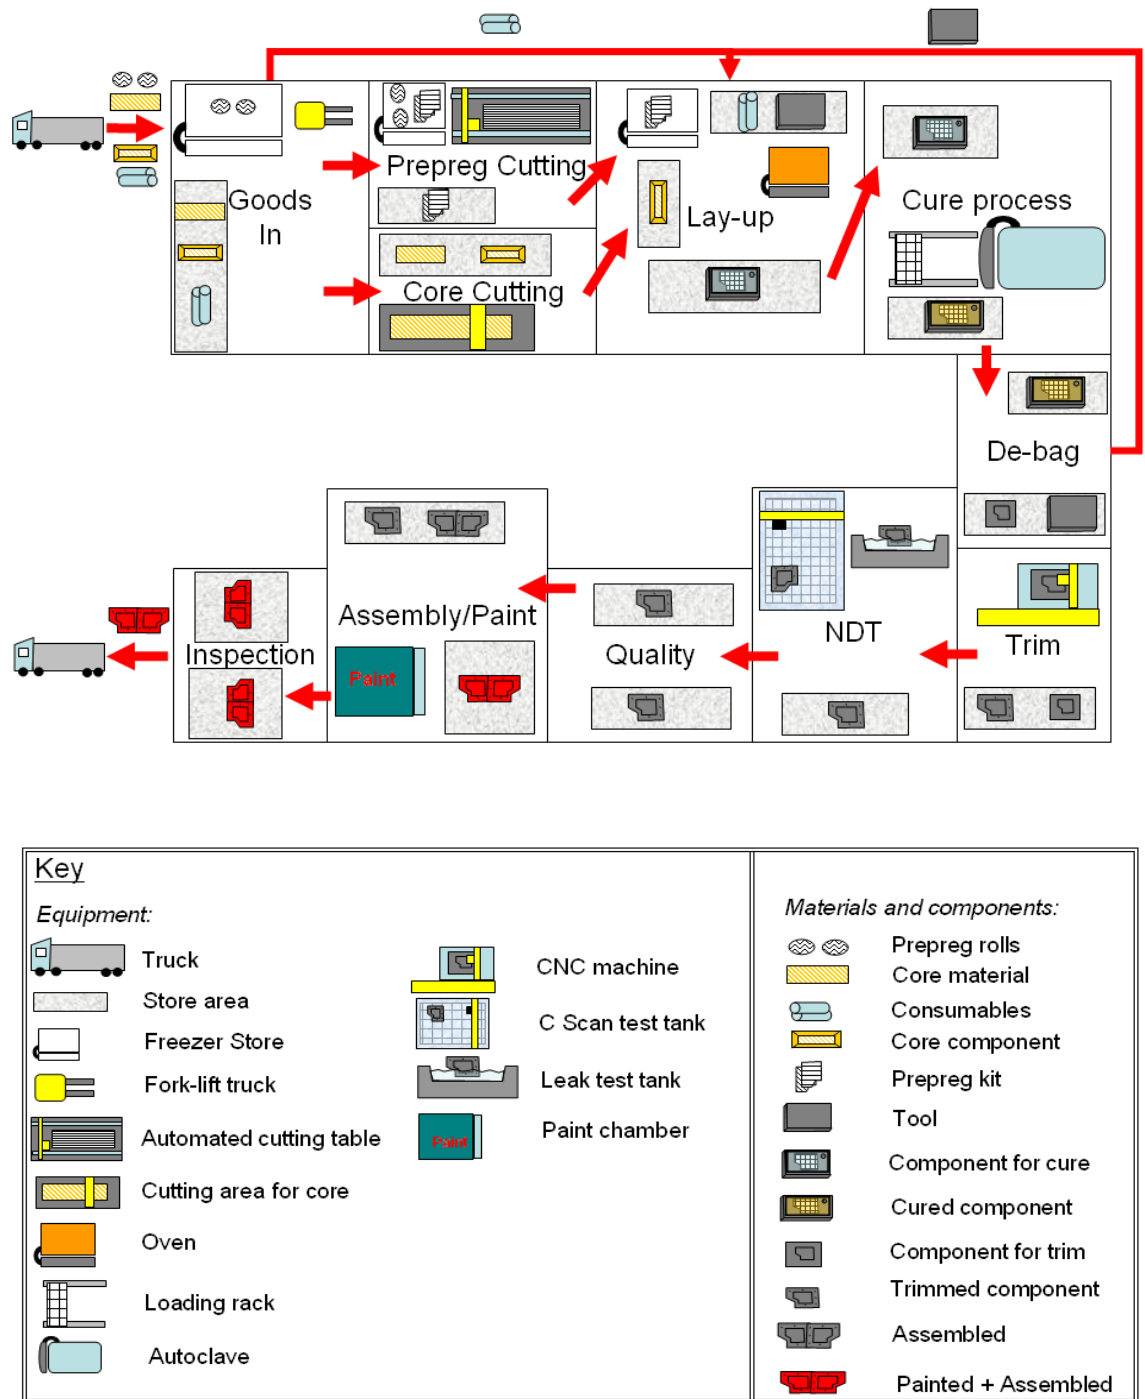 Prepreg Cutting
Goods
In
Lay-up
Cure process
Core Cutting
De-bag
Assembly/Paint
NDT
Trim
Inspection
Quality
Paint
Key
Equipment:
Truck
Store area
Freezer Store
Fork-lift truck
Automated cutting table
Cutting area for core
Oven
Loading rack
Autoclave
CNC machine
C Scan test tank
Leak test tank
Paint chamber
Paint
Materials and components:
Prepreg rolls
Core material
Consumables
Core component
Prepreg kit
Tool
Component for cure
Cured component
Component for trim
Trimmed component
Assembled
Painted + Assembled